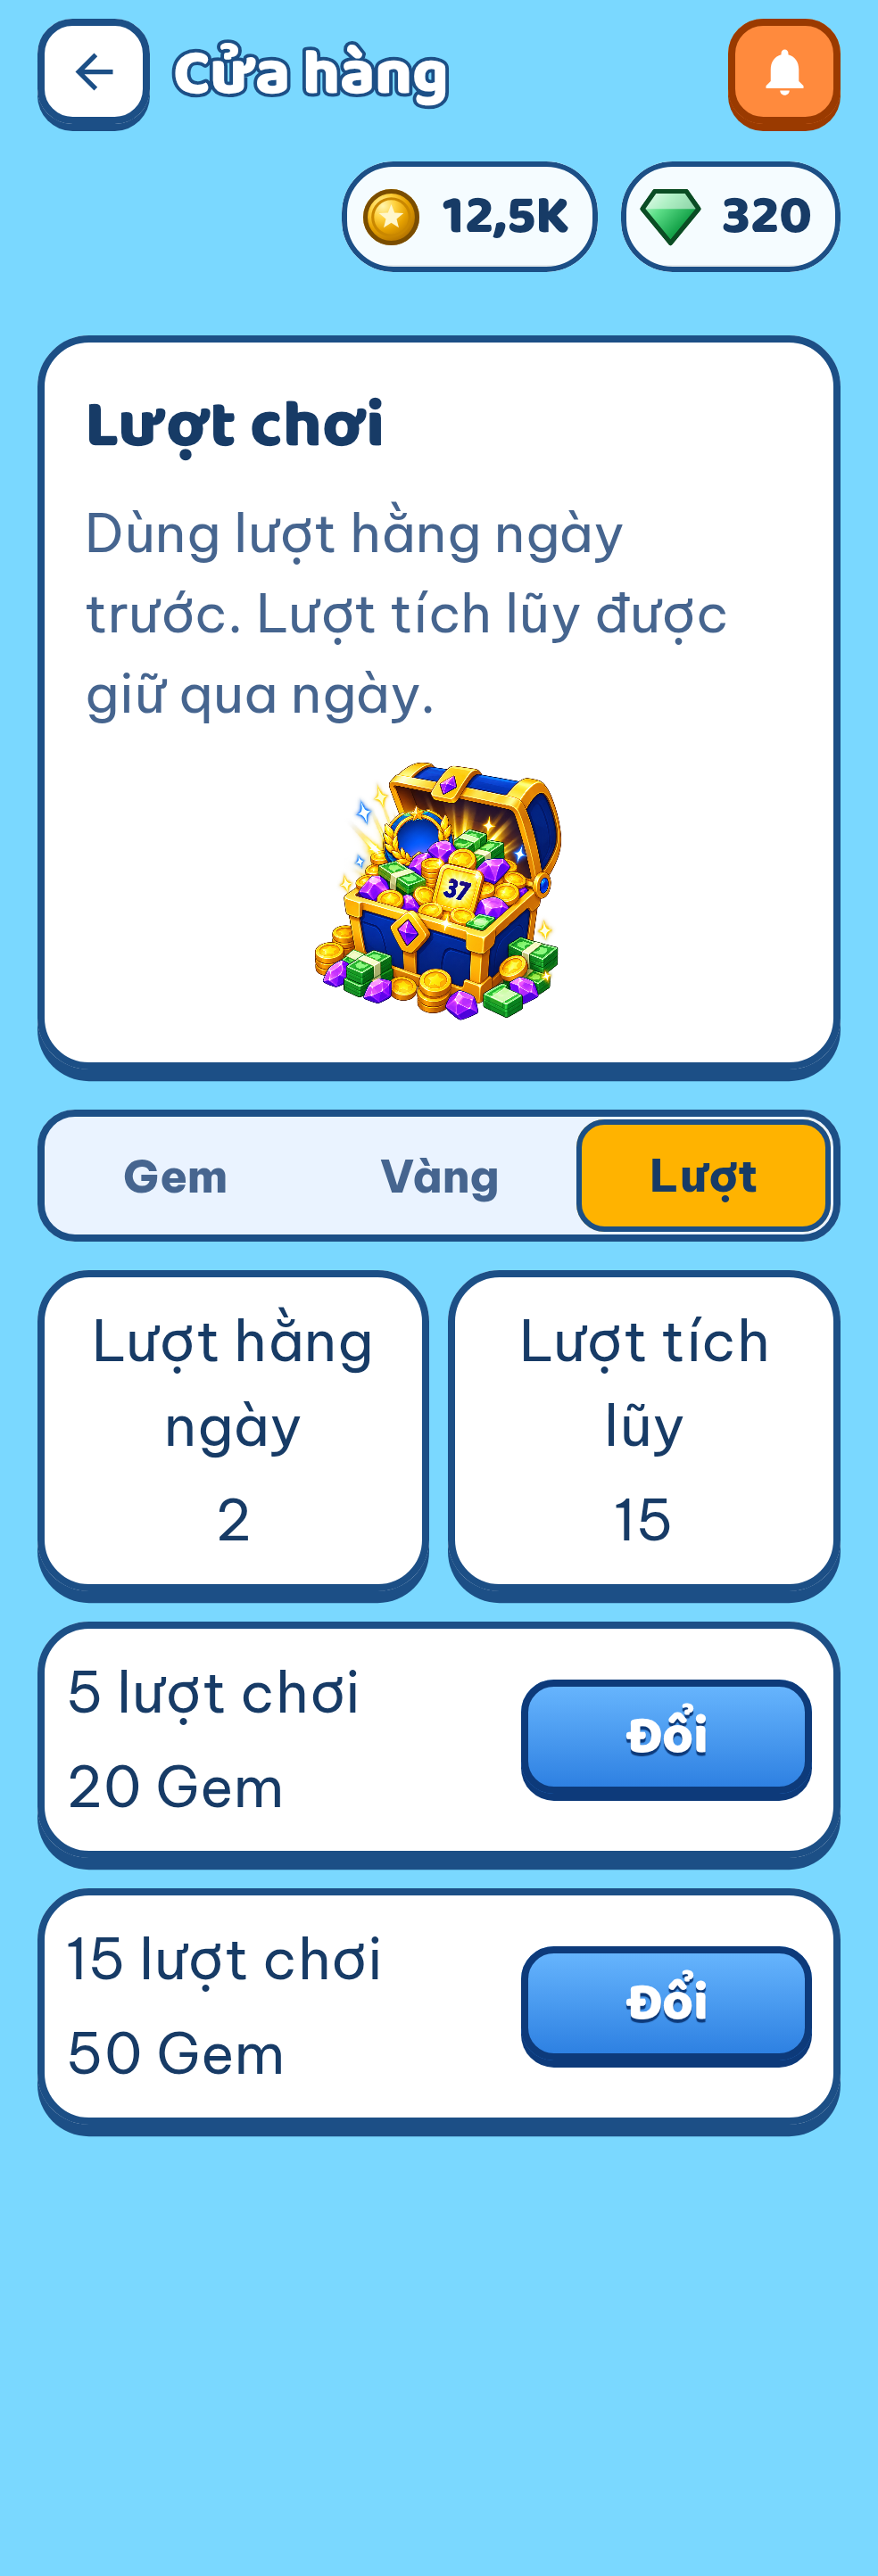 Cửa hàng
12,5K
320
Lượt chơi
Dùng lượt hằng ngày
trước. Lượt tích lũy được
giữ qua ngày.
37
Gem
Vàng
Lượt
Lượt hằng
ngày
2
Lượt tích
lũy
15
5 lượt chơi
20 Gem
Đổi
15 lượt chơi
50 Gem
Đổi